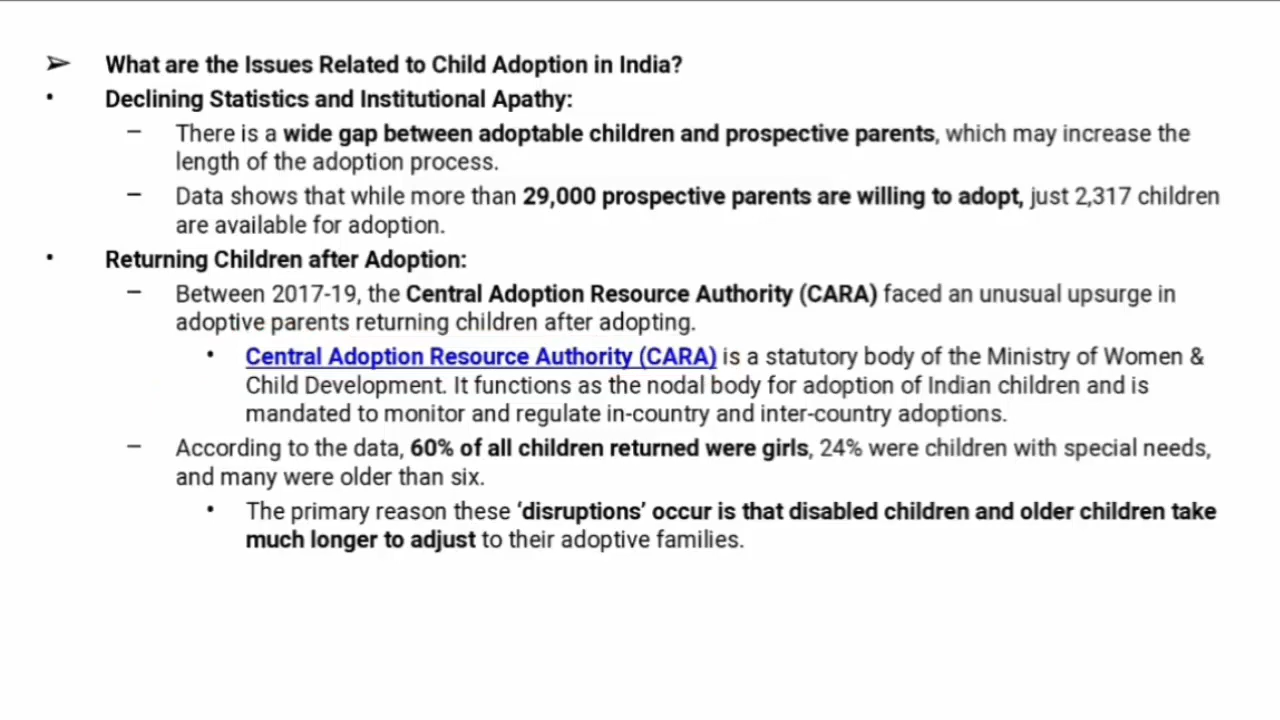 ➢ What are the Issues Related to Child Adoption in India?
• Declining Statistics and Institutional Apathy:
– There is a wide gap between adoptable children and prospective parents, which may increase the
length of the adoption process.
– Data shows that while more than 29,000 prospective parents are willing to adopt, just 2,317 children
are available for adoption.
• Returning Children after Adoption:
– Between 2017-19, the Central Adoption Resource Authority (CARA) faced an unusual upsurge in
adoptive parents returning children after adopting.
• Central Adoption Resource Authority (CARA) is a statutory body of the Ministry of Women &
Child Development. It functions as the nodal body for adoption of Indian children and is
mandated to monitor and regulate in-country and inter-country adoptions.
– According to the data, 60% of all children returned were girls, 24% were children with special needs,
and many were older than six.
• The primary reason these ‘disruptions’ occur is that disabled children and older children take
much longer to adjust to their adoptive families.